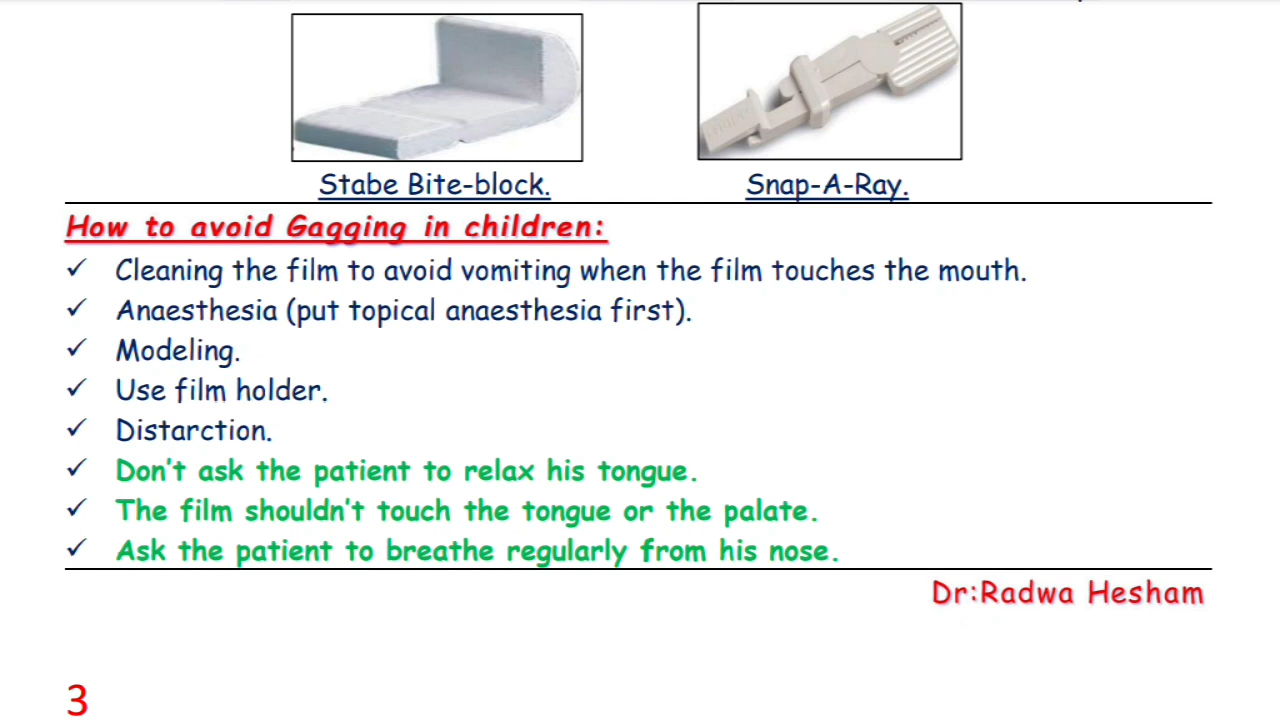 Stabe Bite-block.
Snap-A-Ray.
How to avoid Gagging in children:
✓ Cleaning the film to avoid vomiting when the film touches the mouth.
✓ Anaesthesia (put topical anaesthesia first).
✓ Modeling.
✓ Use film holder.
✓ Distarction.
✓ Don't ask the patient to relax his tongue.
✓ The film shouldn't touch the tongue or the palate.
✓ Ask the patient to breathe regularly from his nose.
Dr:Radwa Hesham
3